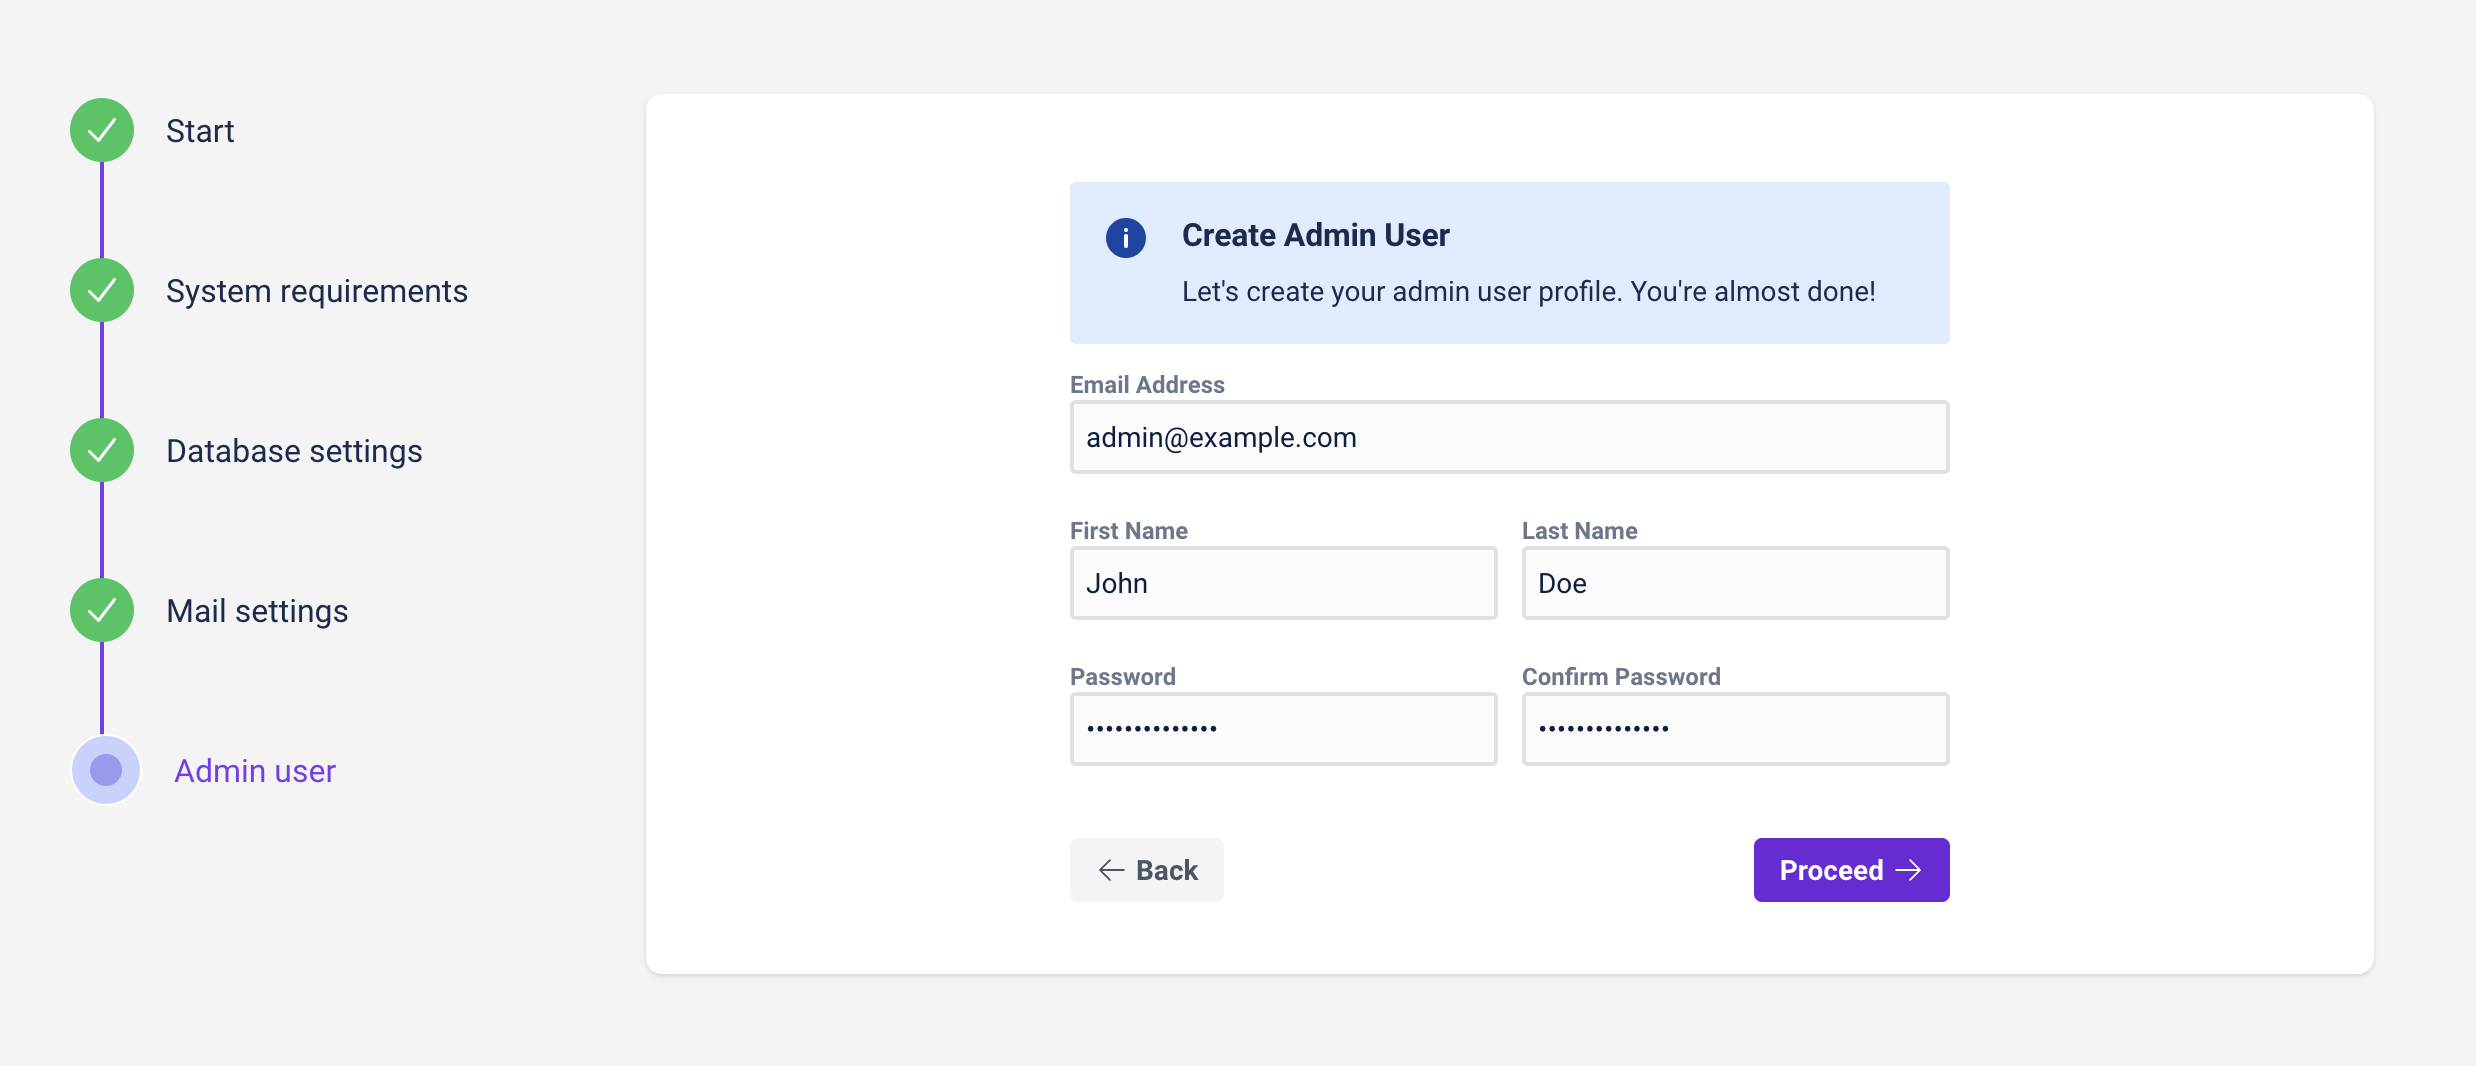 Start
System requirements
Database settings
Mail settings
Admin user
Create Admin User
Let's create your admin user profile. You're almost done!
Email Address
admin@example.com
First Name
Last Name
John
Doe
Password
Confirm Password
••••••••••••••
••••••••••••••
Back
Proceed